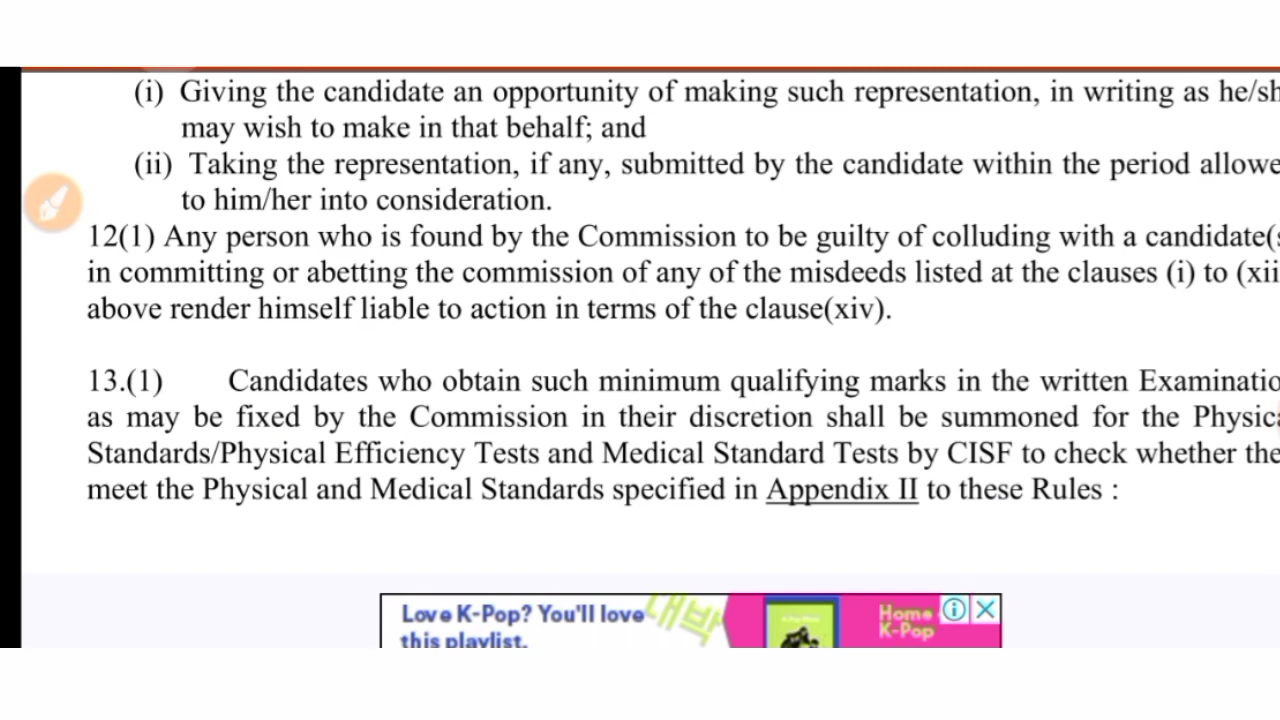 (i) Giving the candidate an opportunity of making such representation, in writing as he/sh
may wish to make in that behalf; and
(ii) Taking the representation, if any, submitted by the candidate within the period allowe
to him/her into consideration.
12(1) Any person who is found by the Commission to be guilty of colluding with a candidate(s
in committing or abetting the commission of any of the misdeeds listed at the clauses (i) to (xii
above render himself liable to action in terms of the clause(xiv).
13.(1) Candidates who obtain such minimum qualifying marks in the written Examinatio
as may be fixed by the Commission in their discretion shall be summoned for the Physic
Standards/Physical Efficiency Tests and Medical Standard Tests by CISF to check whether the
meet the Physical and Medical Standards specified in Appendix II to these Rules :
Love K-Pop? You'll love
this playlist.
대박
Home
K-Pop